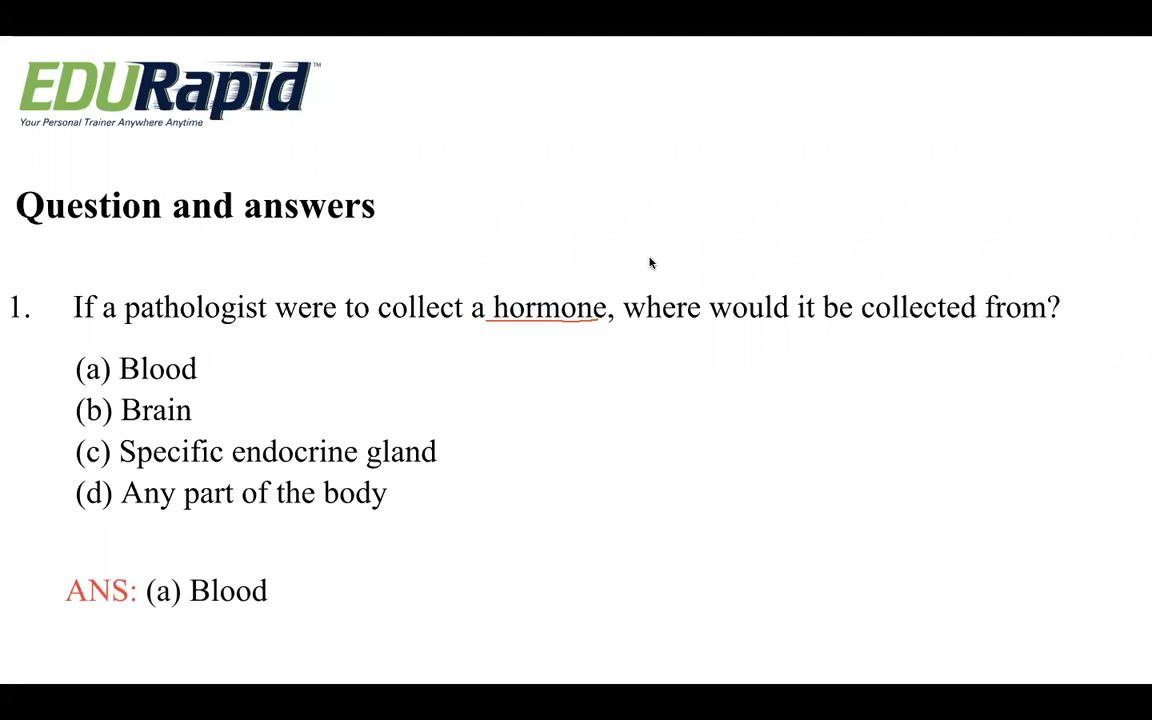 EDURapid™
Your Personal Trainer Anywhere Anytime
Question and answers
1. If a pathologist were to collect a hormone, where would it be collected from?
(a) Blood
(b) Brain
(c) Specific endocrine gland
(d) Any part of the body
ANS: (a) Blood